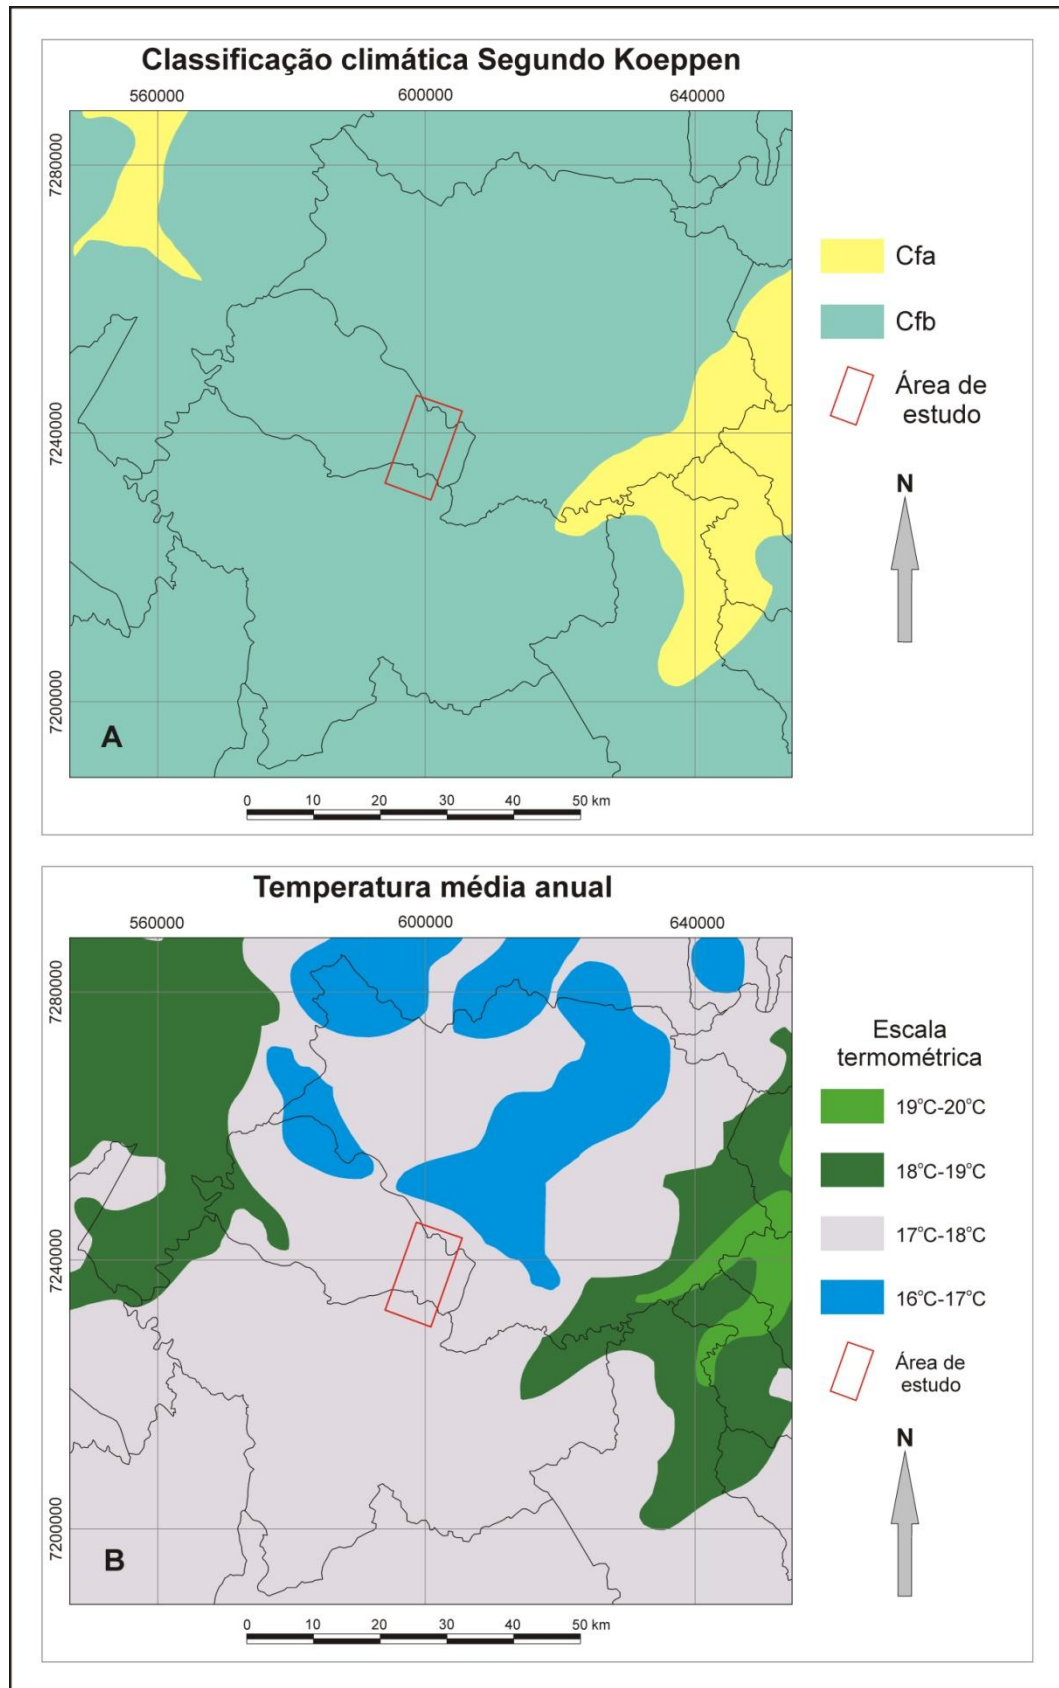 Classificação climática Segundo Koeppen
560000
600000
640000
7280000
7240000
7200000
Cfa
Cfb
Área de
estudo
N
A
0 10 20 30 40 50 km
Temperatura média anual
560000
600000
640000
7280000
7240000
7200000
Escala
termométrica
19°C-20°C
18°C-19°C
17°C-18°C
16°C-17°C
Área de
estudo
N
B
0 10 20 30 40 50 km